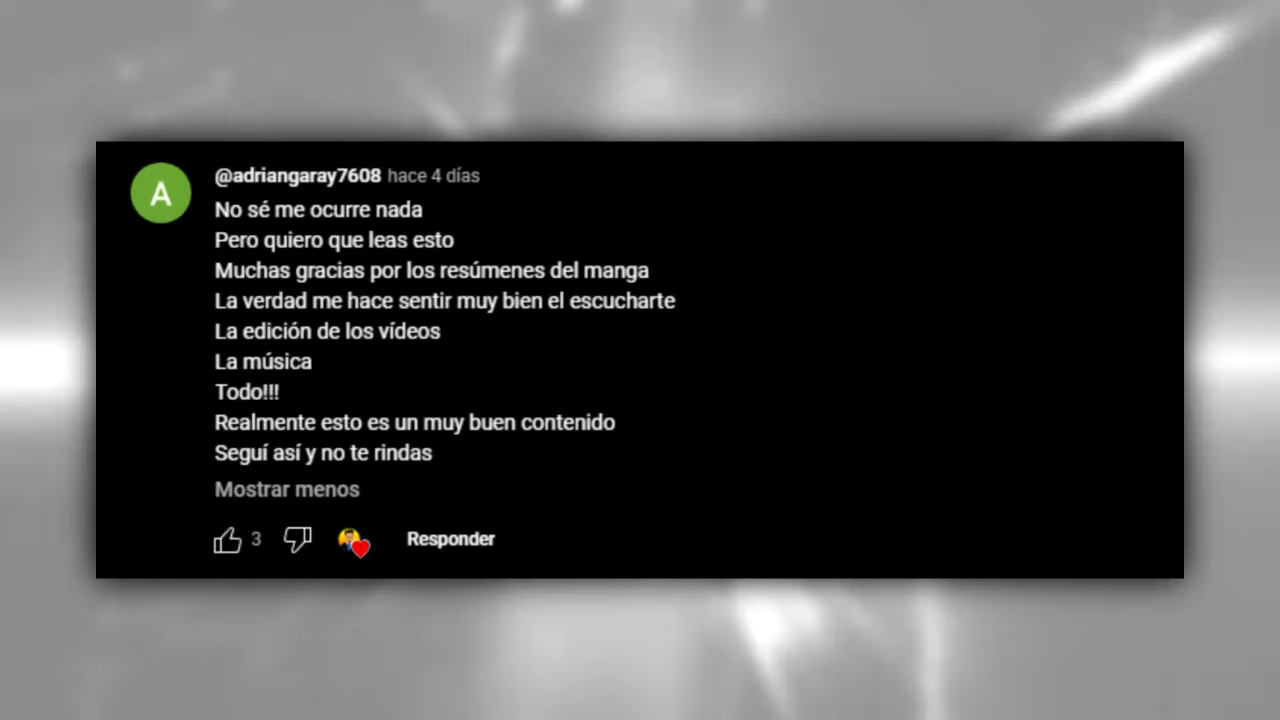 A
@adriangaray7608 hace 4 días
No sé me ocurre nada
Pero quiero que leas esto
Muchas gracias por los resúmenes del manga
La verdad me hace sentir muy bien el escucharte
La edición de los vídeos
La música
Todo!!!
Realmente esto es un muy buen contenido
Seguí así y no te rindas
Mostrar menos
3 Responder